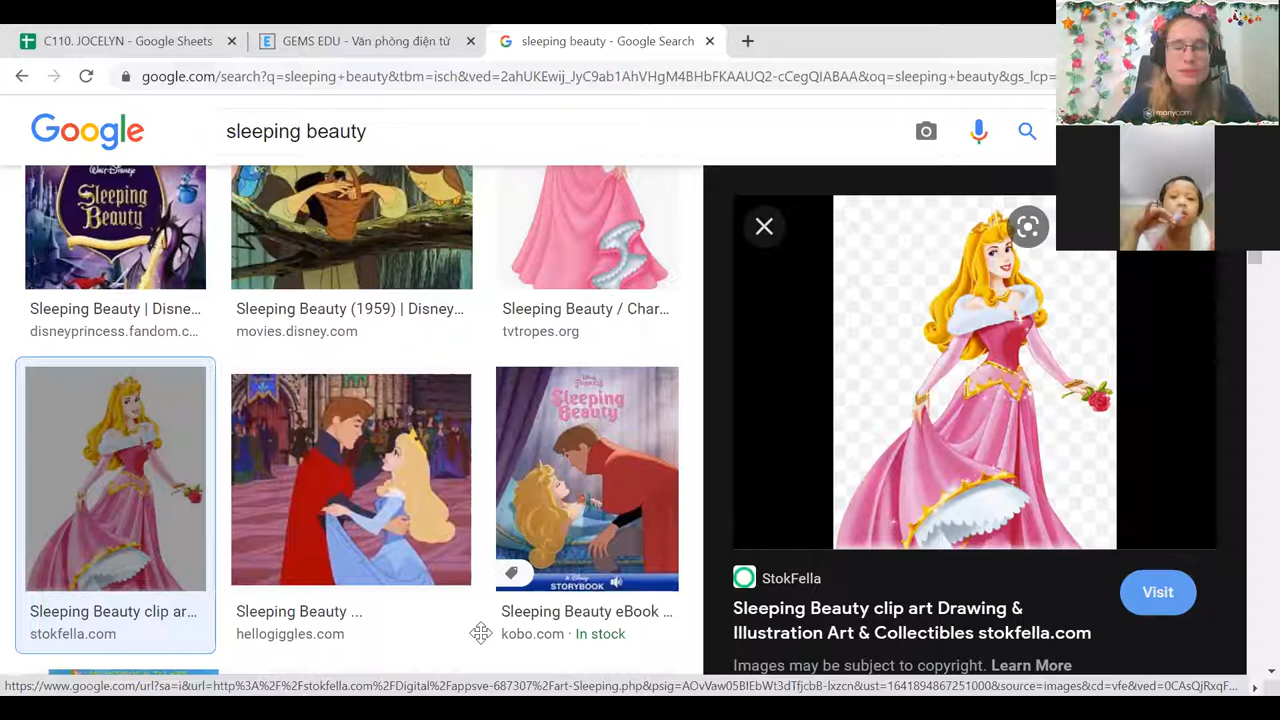 C110. JOCELYN - Google Sheets
GEMS EDU - Văn phòng điện tử
sleeping beauty - Google Search
google.com/search?q=sleeping+beauty&tbm=isch&ved=2ahUKEwij_JyC9ab1AhVHgM4BHbFKAAUQ2-cCegQIABAA&oq=sleeping+beauty&gs_lcp=
manycam
Google
sleeping beauty
Walt Disney
Sleeping
Beauty
Sleeping Beauty | Disne...
disneyprincess.fandom.c...
Sleeping Beauty (1959) | Disney...
movies.disney.com
Sleeping Beauty / Char...
tvtropes.org
Sleeping
Beauty
A Disney
STORYBOOK
Sleeping Beauty clip ar...
stokfella.com
Sleeping Beauty ...
hellogiggles.com
Sleeping Beauty eBook ...
kobo.com · In stock
StokFella
Visit
Sleeping Beauty clip art Drawing &
Illustration Art & Collectibles stokfella.com
Images may be subject to copyright. Learn More
https://www.google.com/url?sa=i&url=http%3A%2F%2Fstokfella.com%2FDigital%2Fappsve-687307%2Fart-Sleeping.php&psig=AOvVaw05BIEbWt3dTfjcbB-Ixzcn&ust=1641894867251000&source=images&cd=vfe&ved=0CAsQjRxqF...